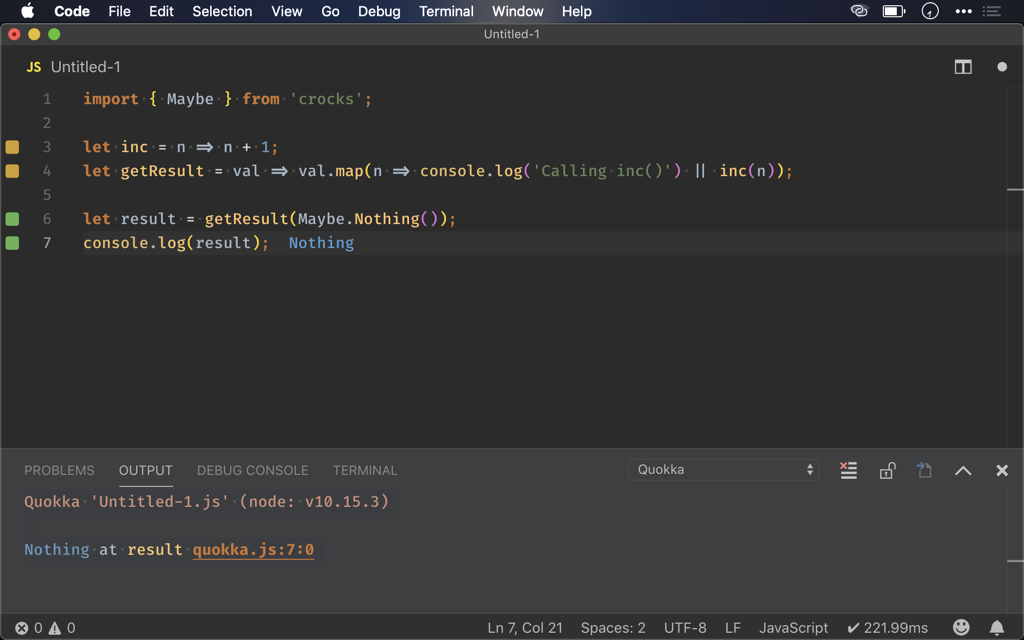 Code File Edit Selection View Go Debug Terminal Window Help
Untitled-1
JS Untitled-1
1 import { Maybe } from 'crocks';
2
3 let inc = n => n + 1;
4 let getResult = val => val.map(n => console.log('Calling inc()') || inc(n));
5
6 let result = getResult(Maybe.Nothing());
7 console.log(result); Nothing
PROBLEMS OUTPUT DEBUG CONSOLE TERMINAL Quokka
Quokka 'Untitled-1.js' (node: v10.15.3)
Nothing at result quokka.js:7:0
0 0 Ln 7, Col 21 Spaces: 2 UTF-8 LF JavaScript ✔ 221.99ms